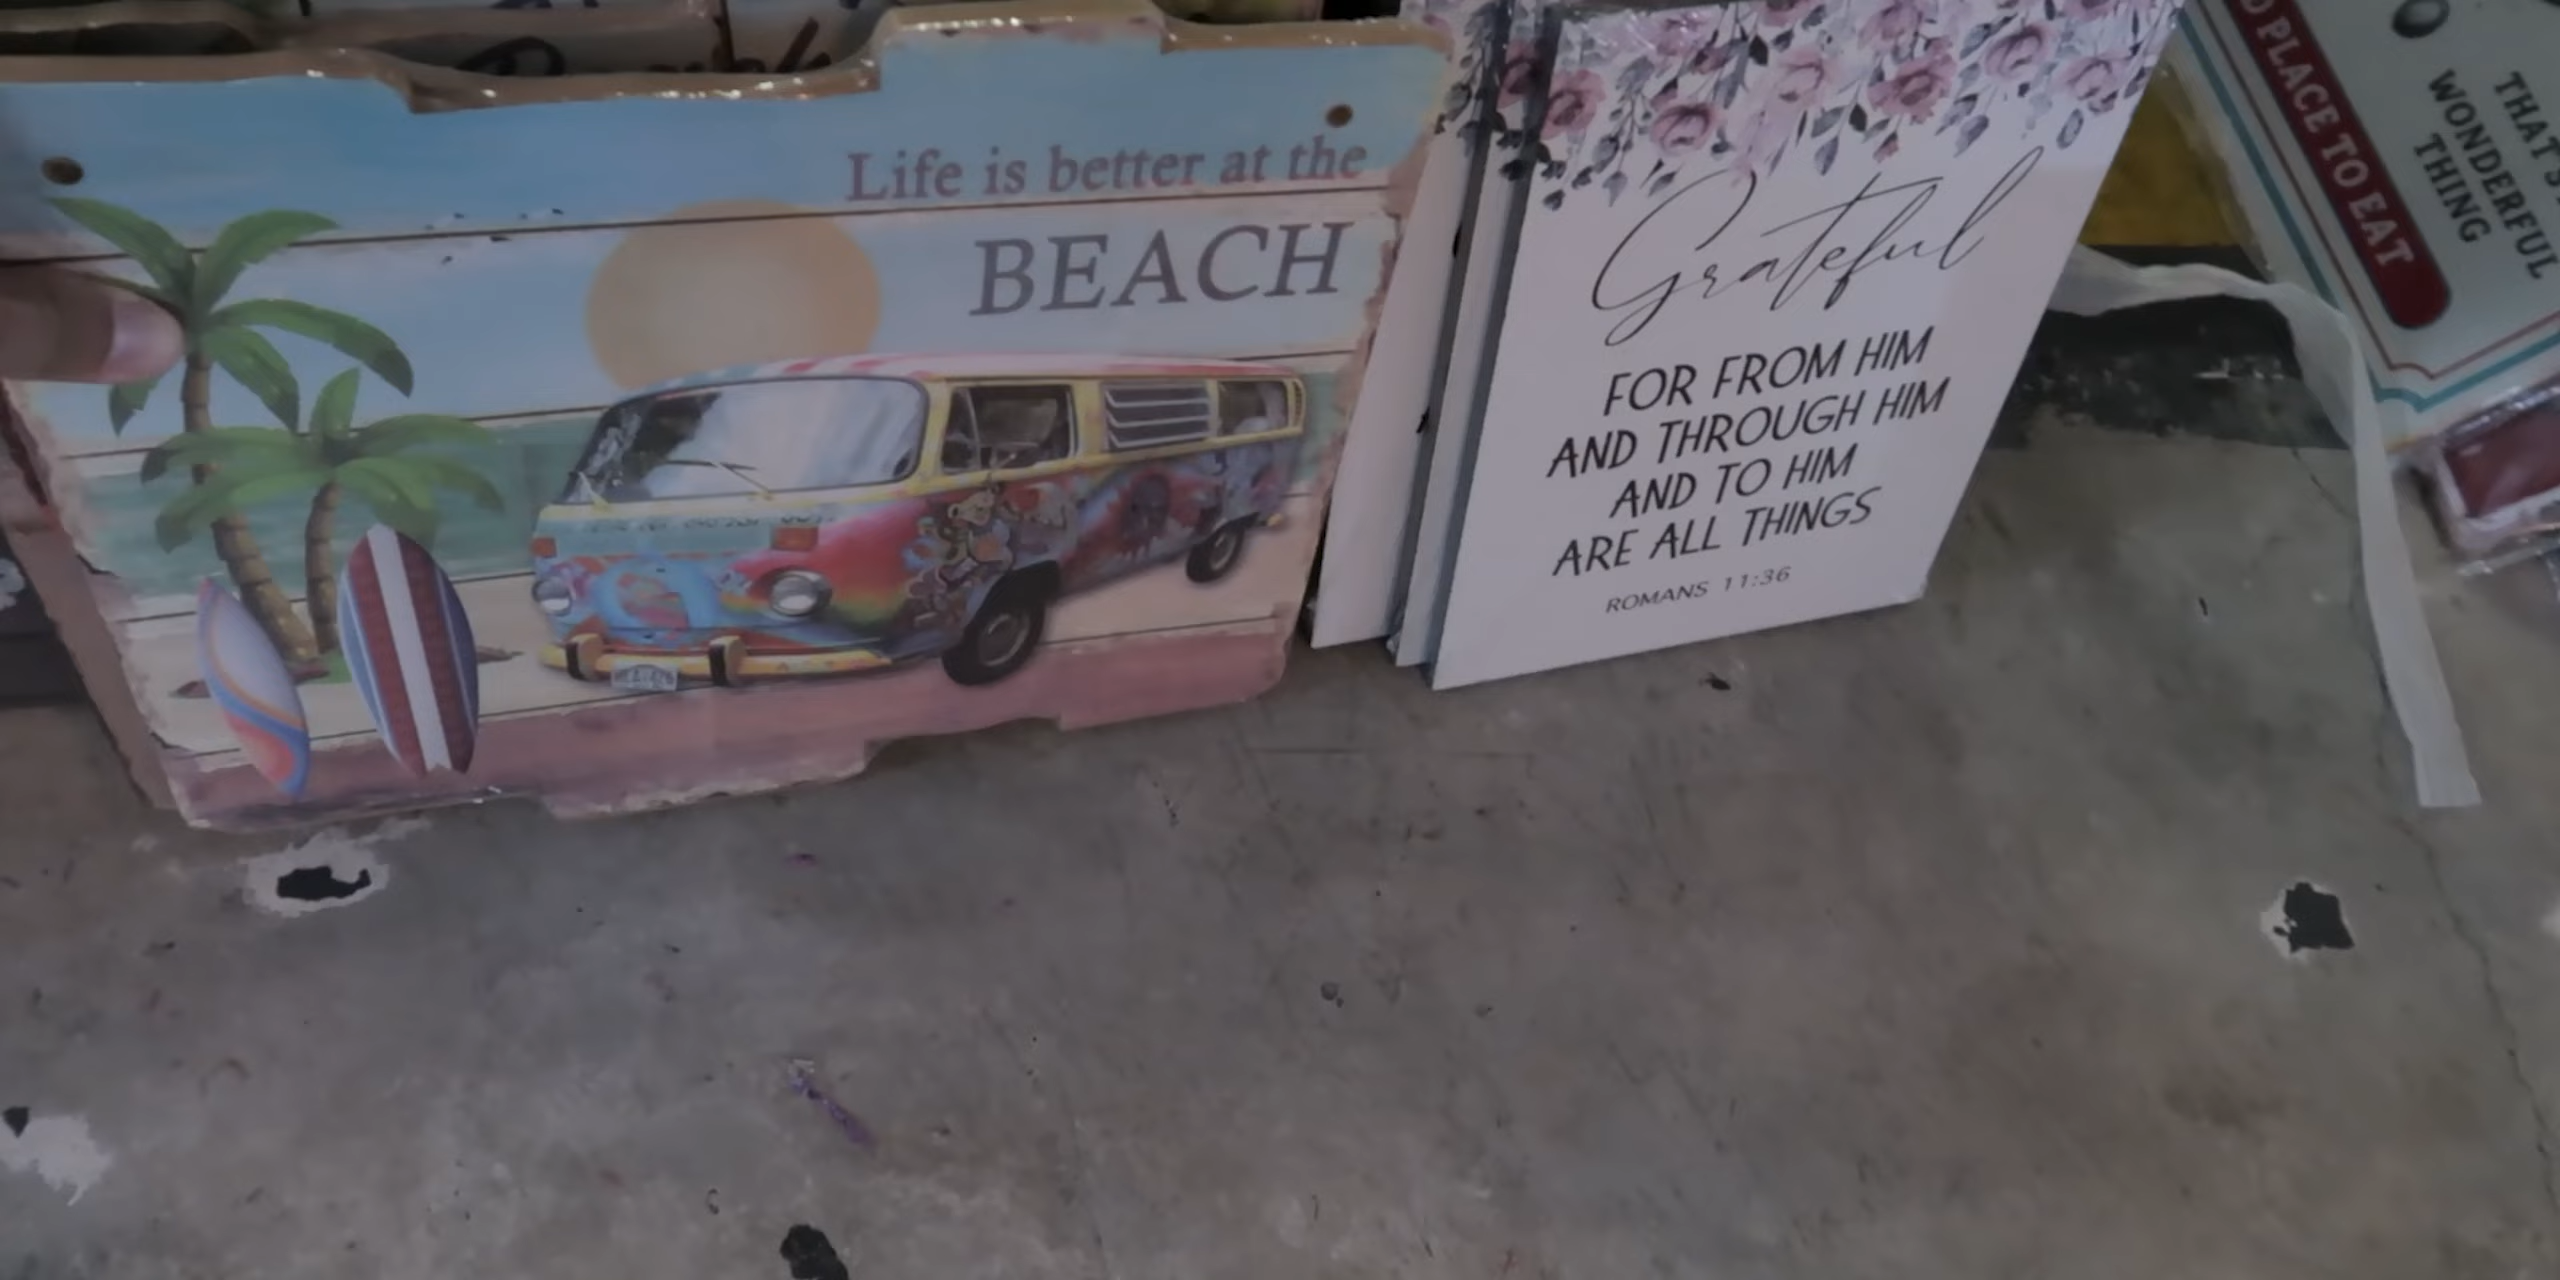 Life is better at the
BEACH
Grateful
FOR FROM HIM
AND THROUGH HIM
AND TO HIM
ARE ALL THINGS
ROMANS 11:36
PLACE TO EAT
THAT'S
WONDERFUL
THING